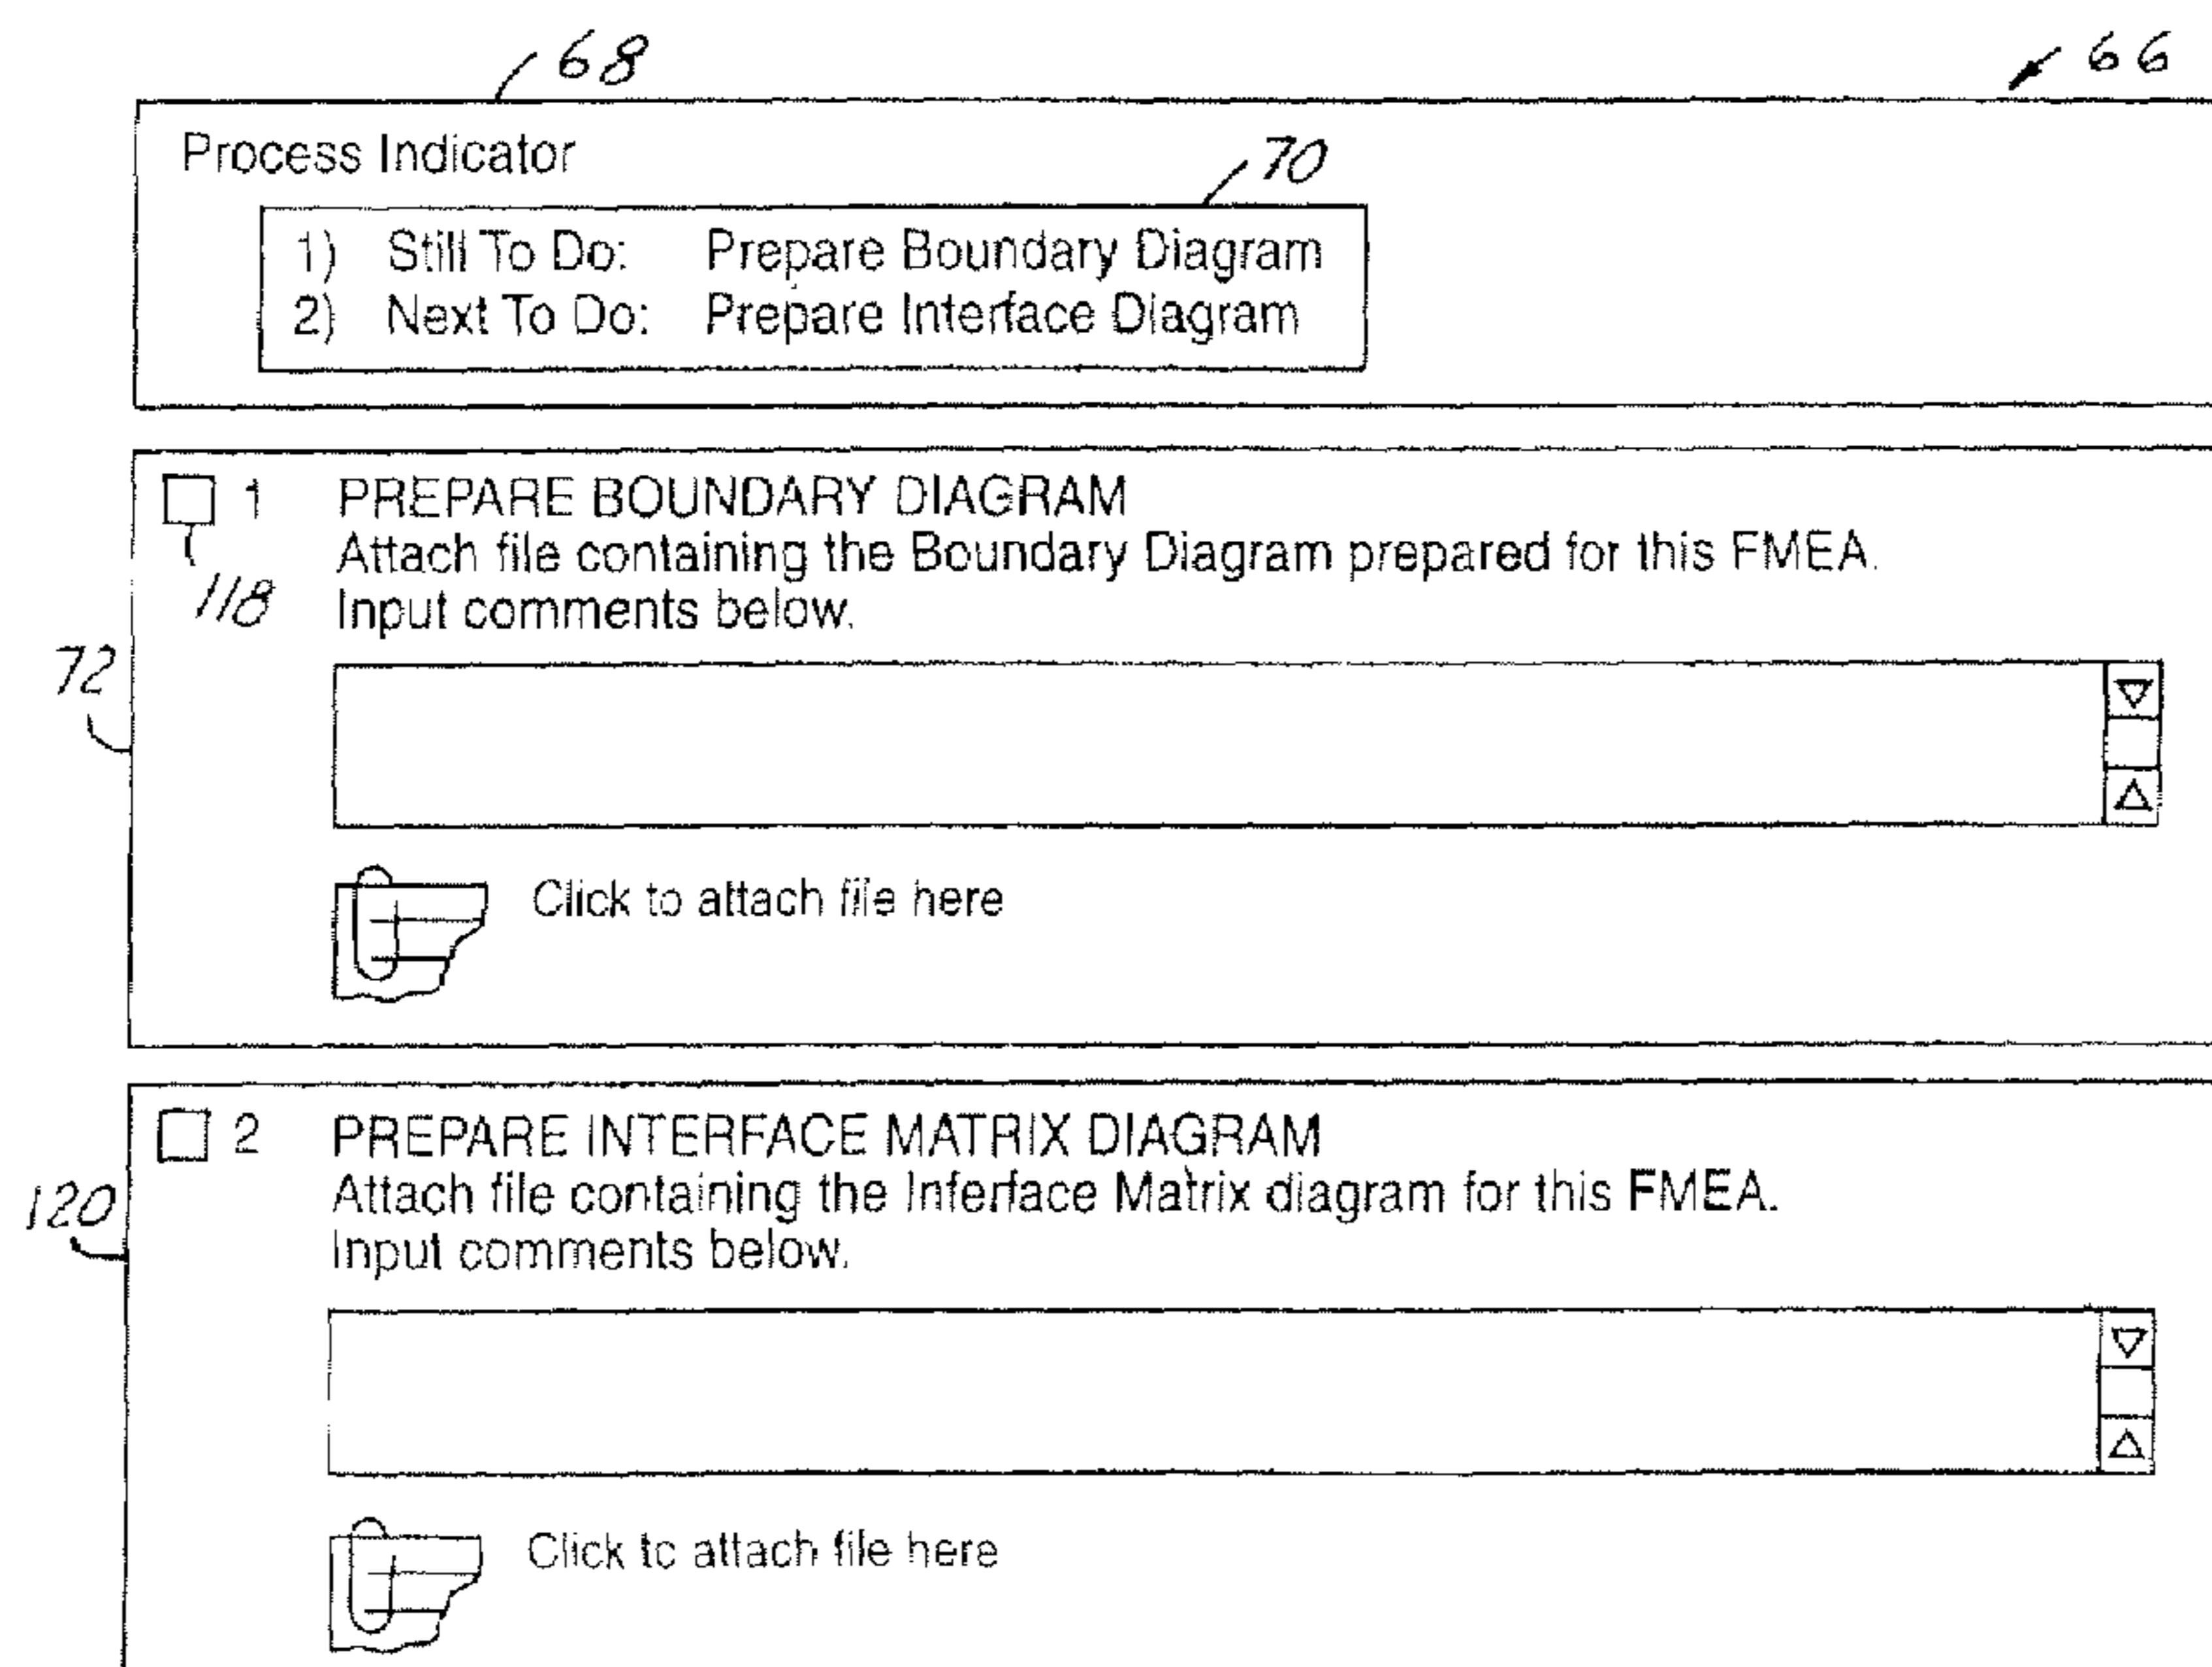 68
66
Process Indicator
70
1) Still To Do: Prepare Boundary Diagram
2) Next To Do: Prepare Interface Diagram
1 PREPARE BOUNDARY DIAGRAM
Attach file containing the Boundary Diagram prepared for this FMEA.
118 Input comments below.
72
Click to attach file here
2 PREPARE INTERFACE MATRIX DIAGRAM
Attach file containing the Inferface Matrix diagram for this FMEA.
120
Input comments below.
Click to attach file here